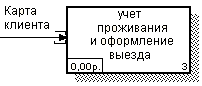 Карта
клиента
учет
проживания
и оформление
выезда
0,00р.
3